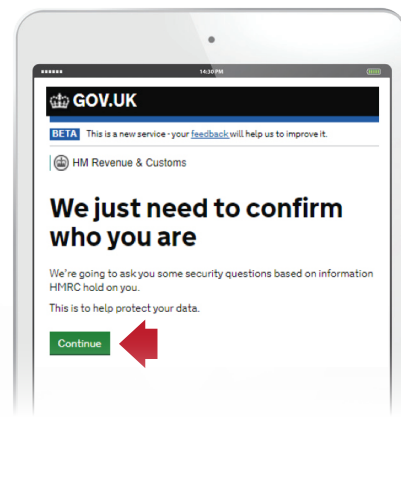 14:30 PM
GOV.UK
BETA This is a new service - your feedback will help us to improve it.
HM Revenue & Customs
We just need to confirm
who you are
We're going to ask you some security questions based on information
HMRC hold on you.
This is to help protect your data.
Continue